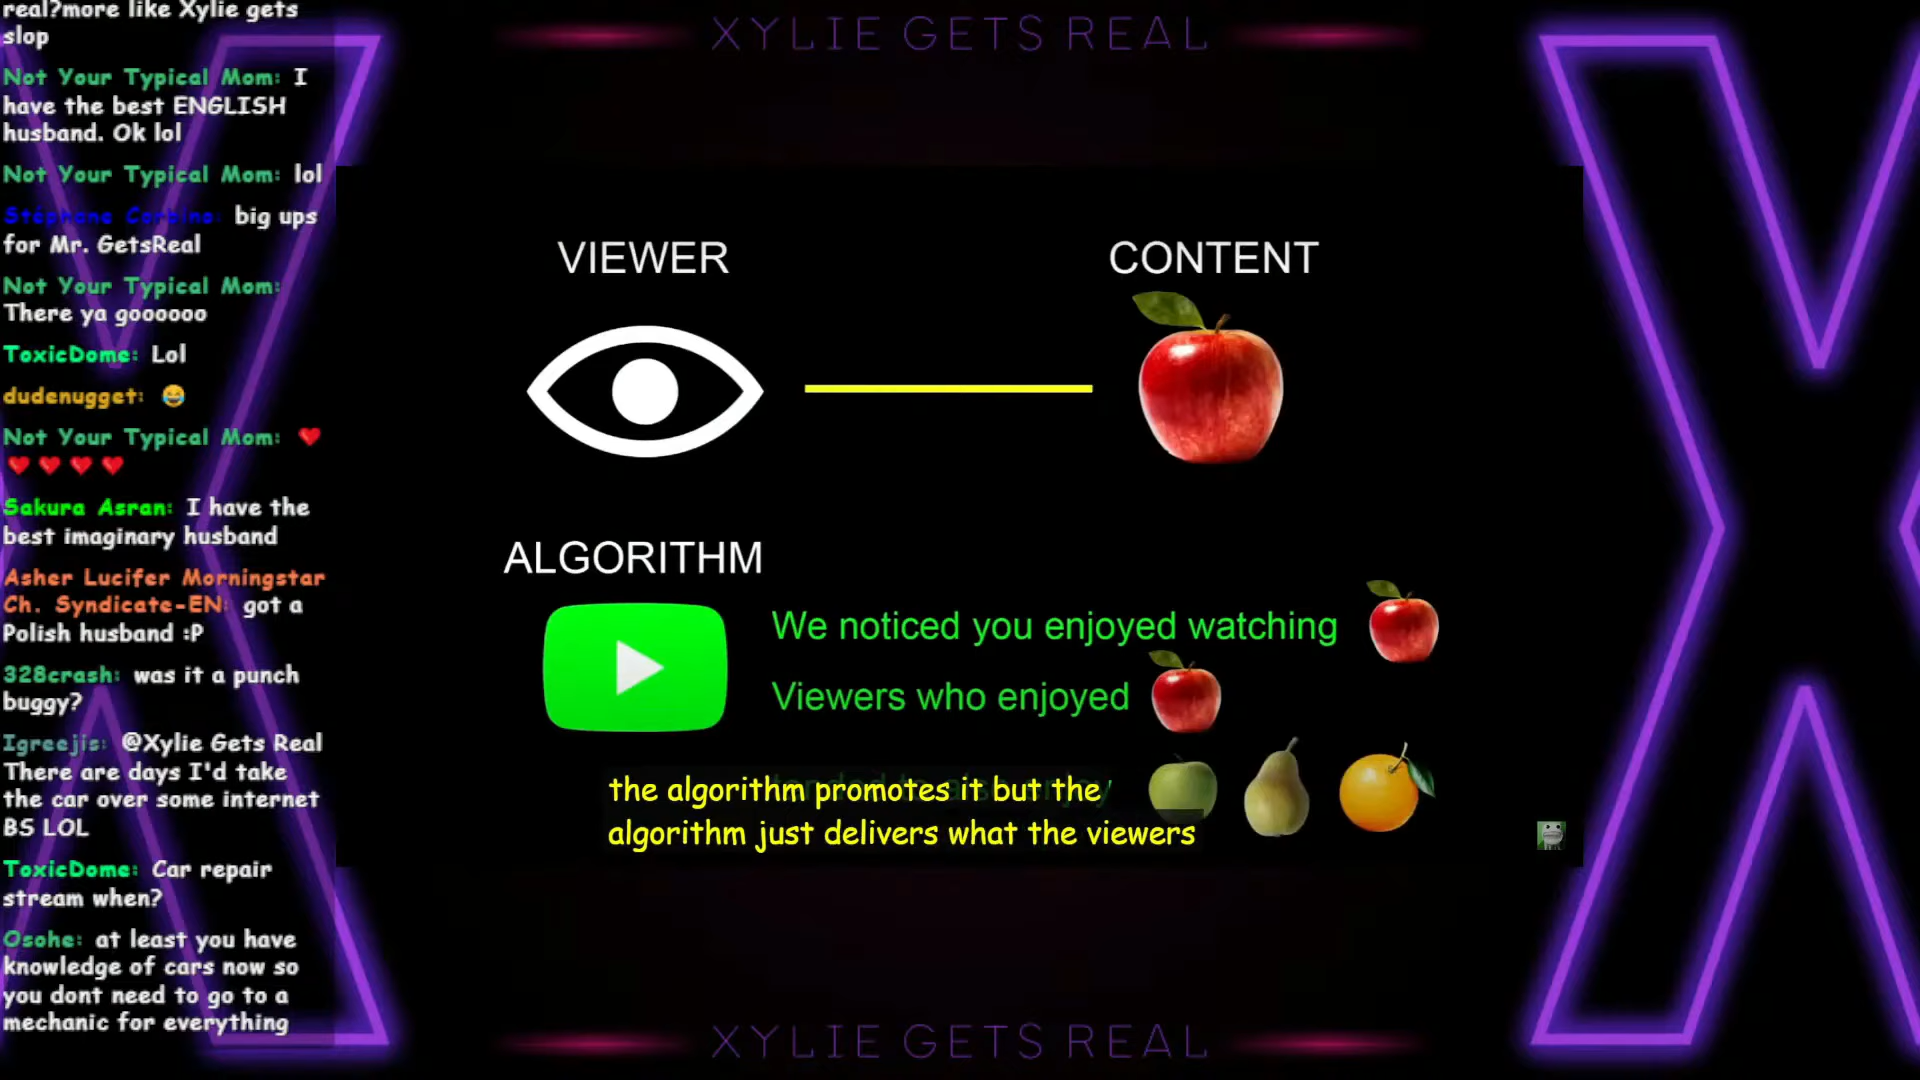 real?more like Xylie gets
slop
Not Your Typical Mom: I
have the best ENGLISH
husband. Ok lol
Not Your Typical Mom: lol
Stéphane Corbins: big ups
for Mr. GetsReal
Not Your Typical Mom:
There ya goooooo
ToxicDome: Lol
dudenugget: 😂
Not Your Typical Mom: ❤
❤❤❤❤
Sakura Asran: I have the
best imaginary husband
Asher Lucifer Morningstar
Ch. Syndicate-EN: got a
Polish husband :P
328crash: was it a punch
buggy?
Igreejis: @Xylie Gets Real
There are days I'd take
the car over some internet
BS LOL
ToxicDome: Car repair
stream when?
Osohe: at least you have
knowledge of cars now so
you dont need to go to a
mechanic for everything
XYLIE GETS REAL
VIEWER
CONTENT
ALGORITHM
We noticed you enjoyed watching
Viewers who enjoyed
tended to also enjoy
the algorithm promotes it but the
algorithm just delivers what the viewers
XYLIE GETS REAL